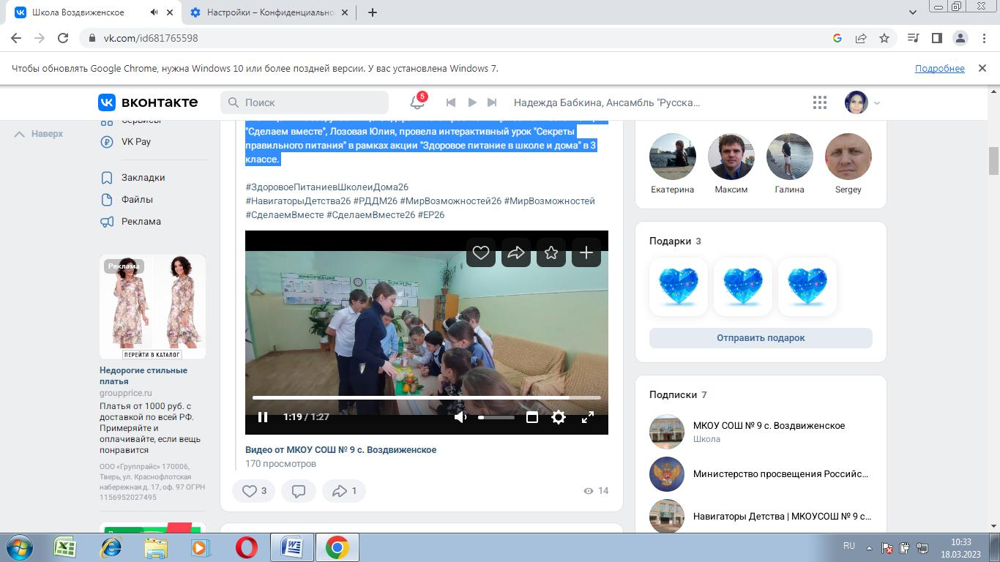 Школа Воздвиженское
Настройки – Конфиденциально
vk.com/id681765598
Чтобы обновлять Google Chrome, нужна Windows 10 или более поздней версии. У вас установлена Windows 7.
Подробнее
вконтакте
Поиск
5
Надежда Бабкина, Ансамбль "Русска...
Наверх
Сервисы
VK Pay
Закладки
Файлы
Реклама
Реклама
ПЕРЕЙТИ В КАТАЛОГ
Недорогие стильные
платья
groupprice.ru
Платья от 1000 руб. с
доставкой по всей РФ.
Примеряйте и
оплачивайте, если вещь
понравится
ООО «Групппрайс» 170006,
Тверь, ул. Краснофлотская
набережная д. 17, оф. 97 ОГРН
1156952027495
"Сделаем вместе", Лозовая Юлия, провела интерактивный урок "Секреты
правильного питания" в рамках акции "Здоровое питание в школе и дома" в 3
классе.
#ЗдоровоеПитаниевШколеиДома26
#НавигаторыДетства26 #РДДМ26 #МирВозможностей26 #МирВозможностей
#СделаемВместе #СделаемВместе26 #ЕР26
ИНФОРМАЦИЯ
1:19 / 1:27
Видео от МКОУ СОШ № 9 с. Воздвиженское
170 просмотров
3
1
14
Екатерина
Максим
Галина
Sergey
Подарки 3
Отправить подарок
Подписки 7
МКОУ СОШ № 9 с. Воздвиженское
Школа
Министерство просвещения Российс...
Навигаторы Детства | МКОУСОШ № 9 с...
RU
10:33
18.03.2023